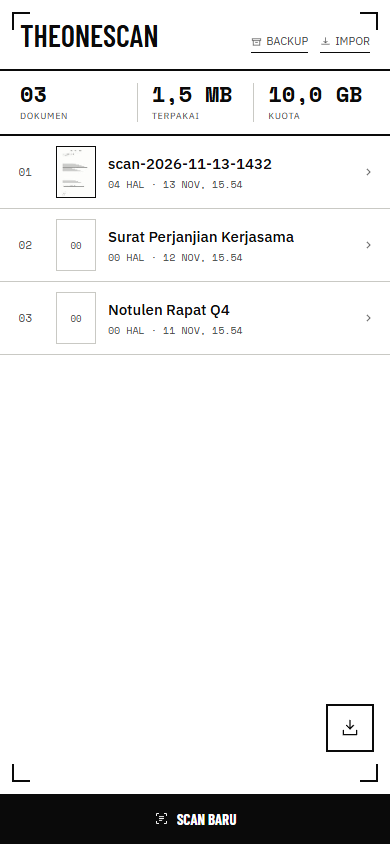 THEONESCAN
BACKUP
IMPOR
03
DOKUMEN
1,5 MB
TERPAKAI
10,0 GB
KUOTA
01
scan-2026-11-13-1432
04 HAL · 13 NOV, 15.54
02
00
Surat Perjanjian Kerjasama
00 HAL · 12 NOV, 15.54
03
00
Notulen Rapat Q4
00 HAL · 11 NOV, 15.54
SCAN BARU